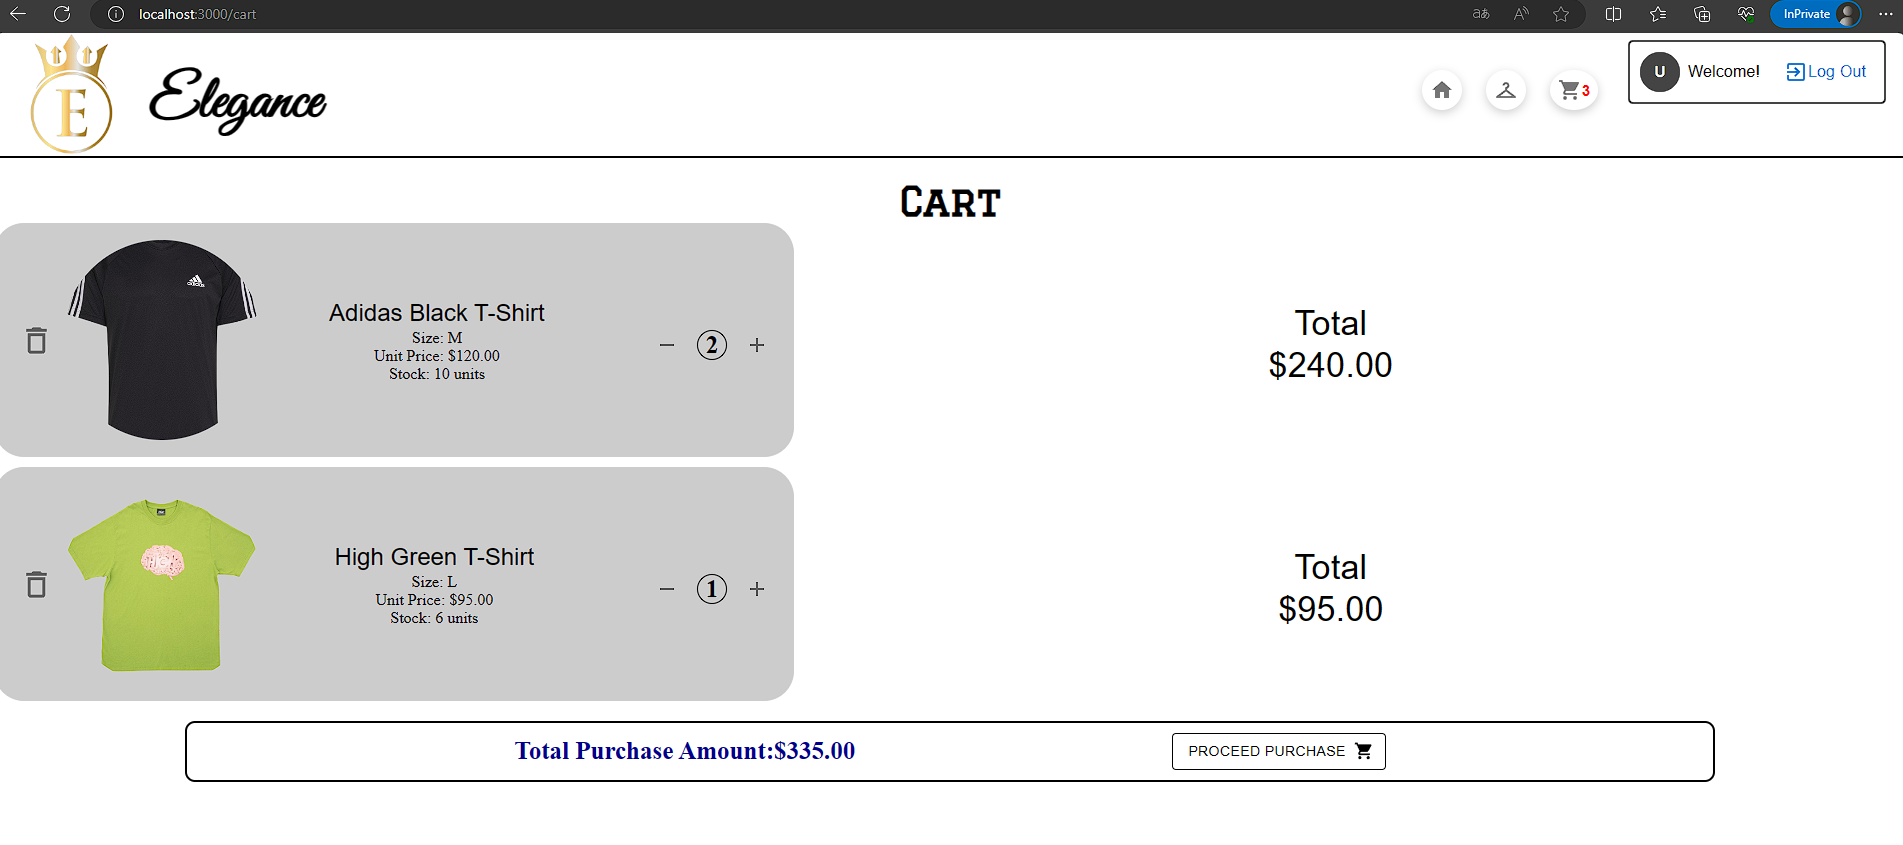 localhost:3000/cart
InPrivate
E
Elegance
3
U
Welcome!
Log Out
Cart
adidas
Adidas Black T-Shirt
Size: M
Unit Price: $120.00
Stock: 10 units
2
Total
$240.00
High Green T-Shirt
Size: L
Unit Price: $95.00
Stock: 6 units
1
Total
$95.00
Total Purchase Amount:$335.00
PROCEED PURCHASE